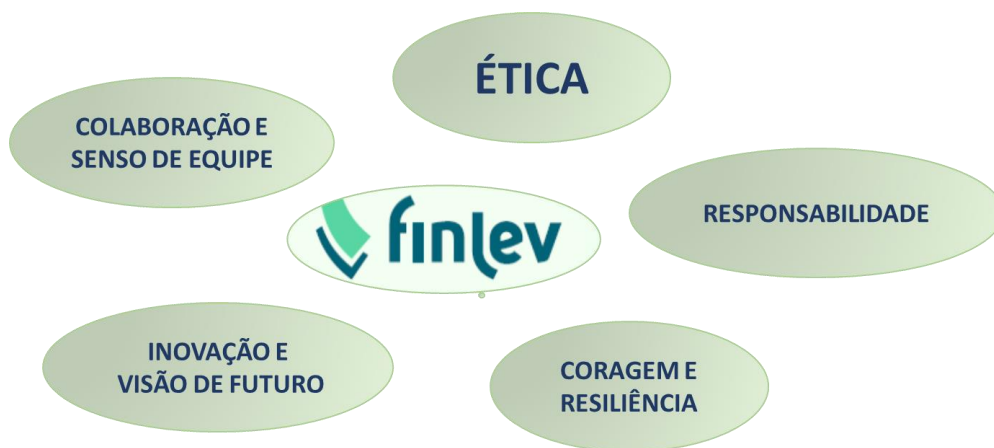 ÉTICA
COLABORAÇÃO E
SENSO DE EQUIPE
RESPONSABILIDADE
finlev
INOVAÇÃO E
VISÃO DE FUTURO
CORAGEM E
RESILIÊNCIA